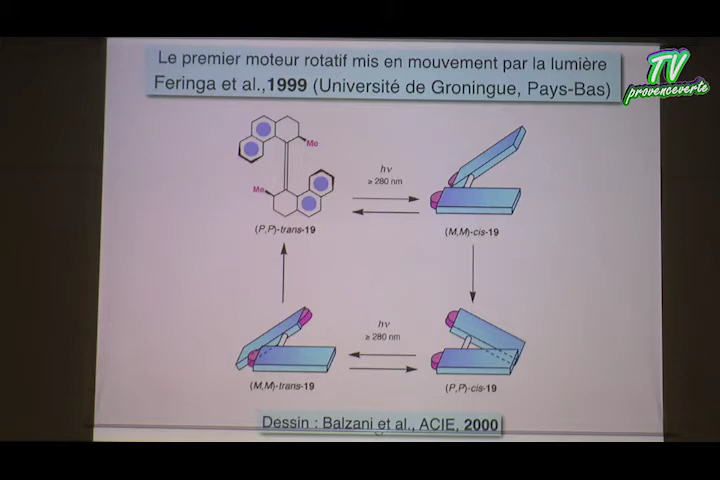 Le premier moteur rotatif mis en mouvement par la lumière
Feringa et al.,1999 (Université de Groningue, Pays-Bas)
TV
provenceverte
Me
hν
≥ 280 nm
Me
(P,P)-trans-19
(M,M)-cis-19
hν
≥ 280 nm
(M,M)-trans-19
(P,P)-cis-19
Dessin : Balzani et al., ACIE, 2000